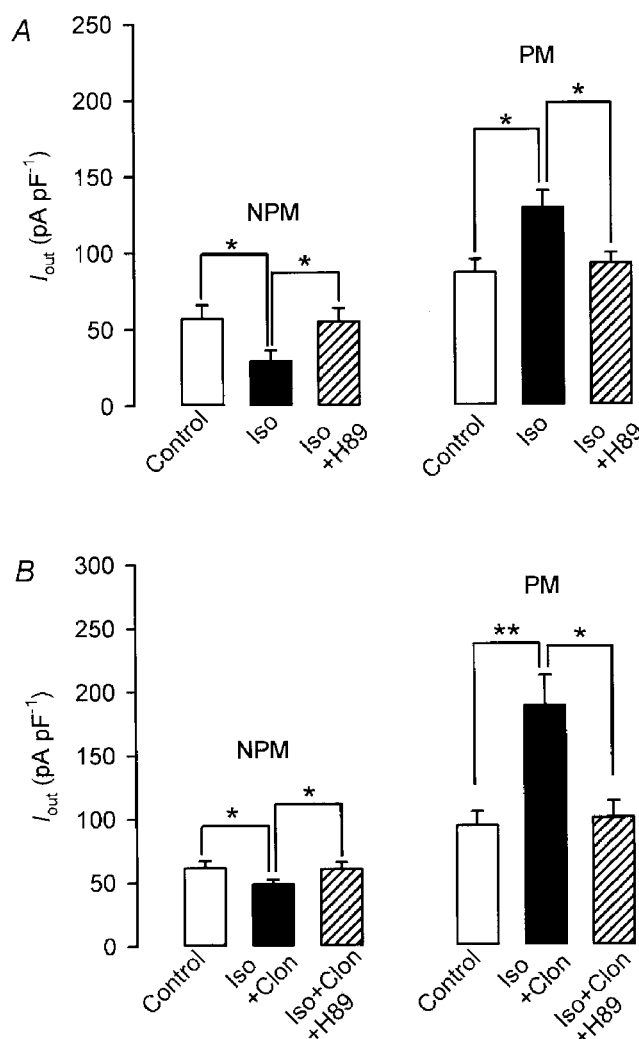 A
250
200
150
100
50
0
I_out (pA pF⁻¹)
NPM
*
*
Control
Iso
Iso
+H89
PM
*
*
Control
Iso
Iso
+H89
B
300
250
200
150
100
50
0
I_out (pA pF⁻¹)
NPM
*
*
Control
Iso
+Clon
Iso+Clon
+H89
PM
**
*
Control
Iso
+Clon
Iso+Clon
+H89